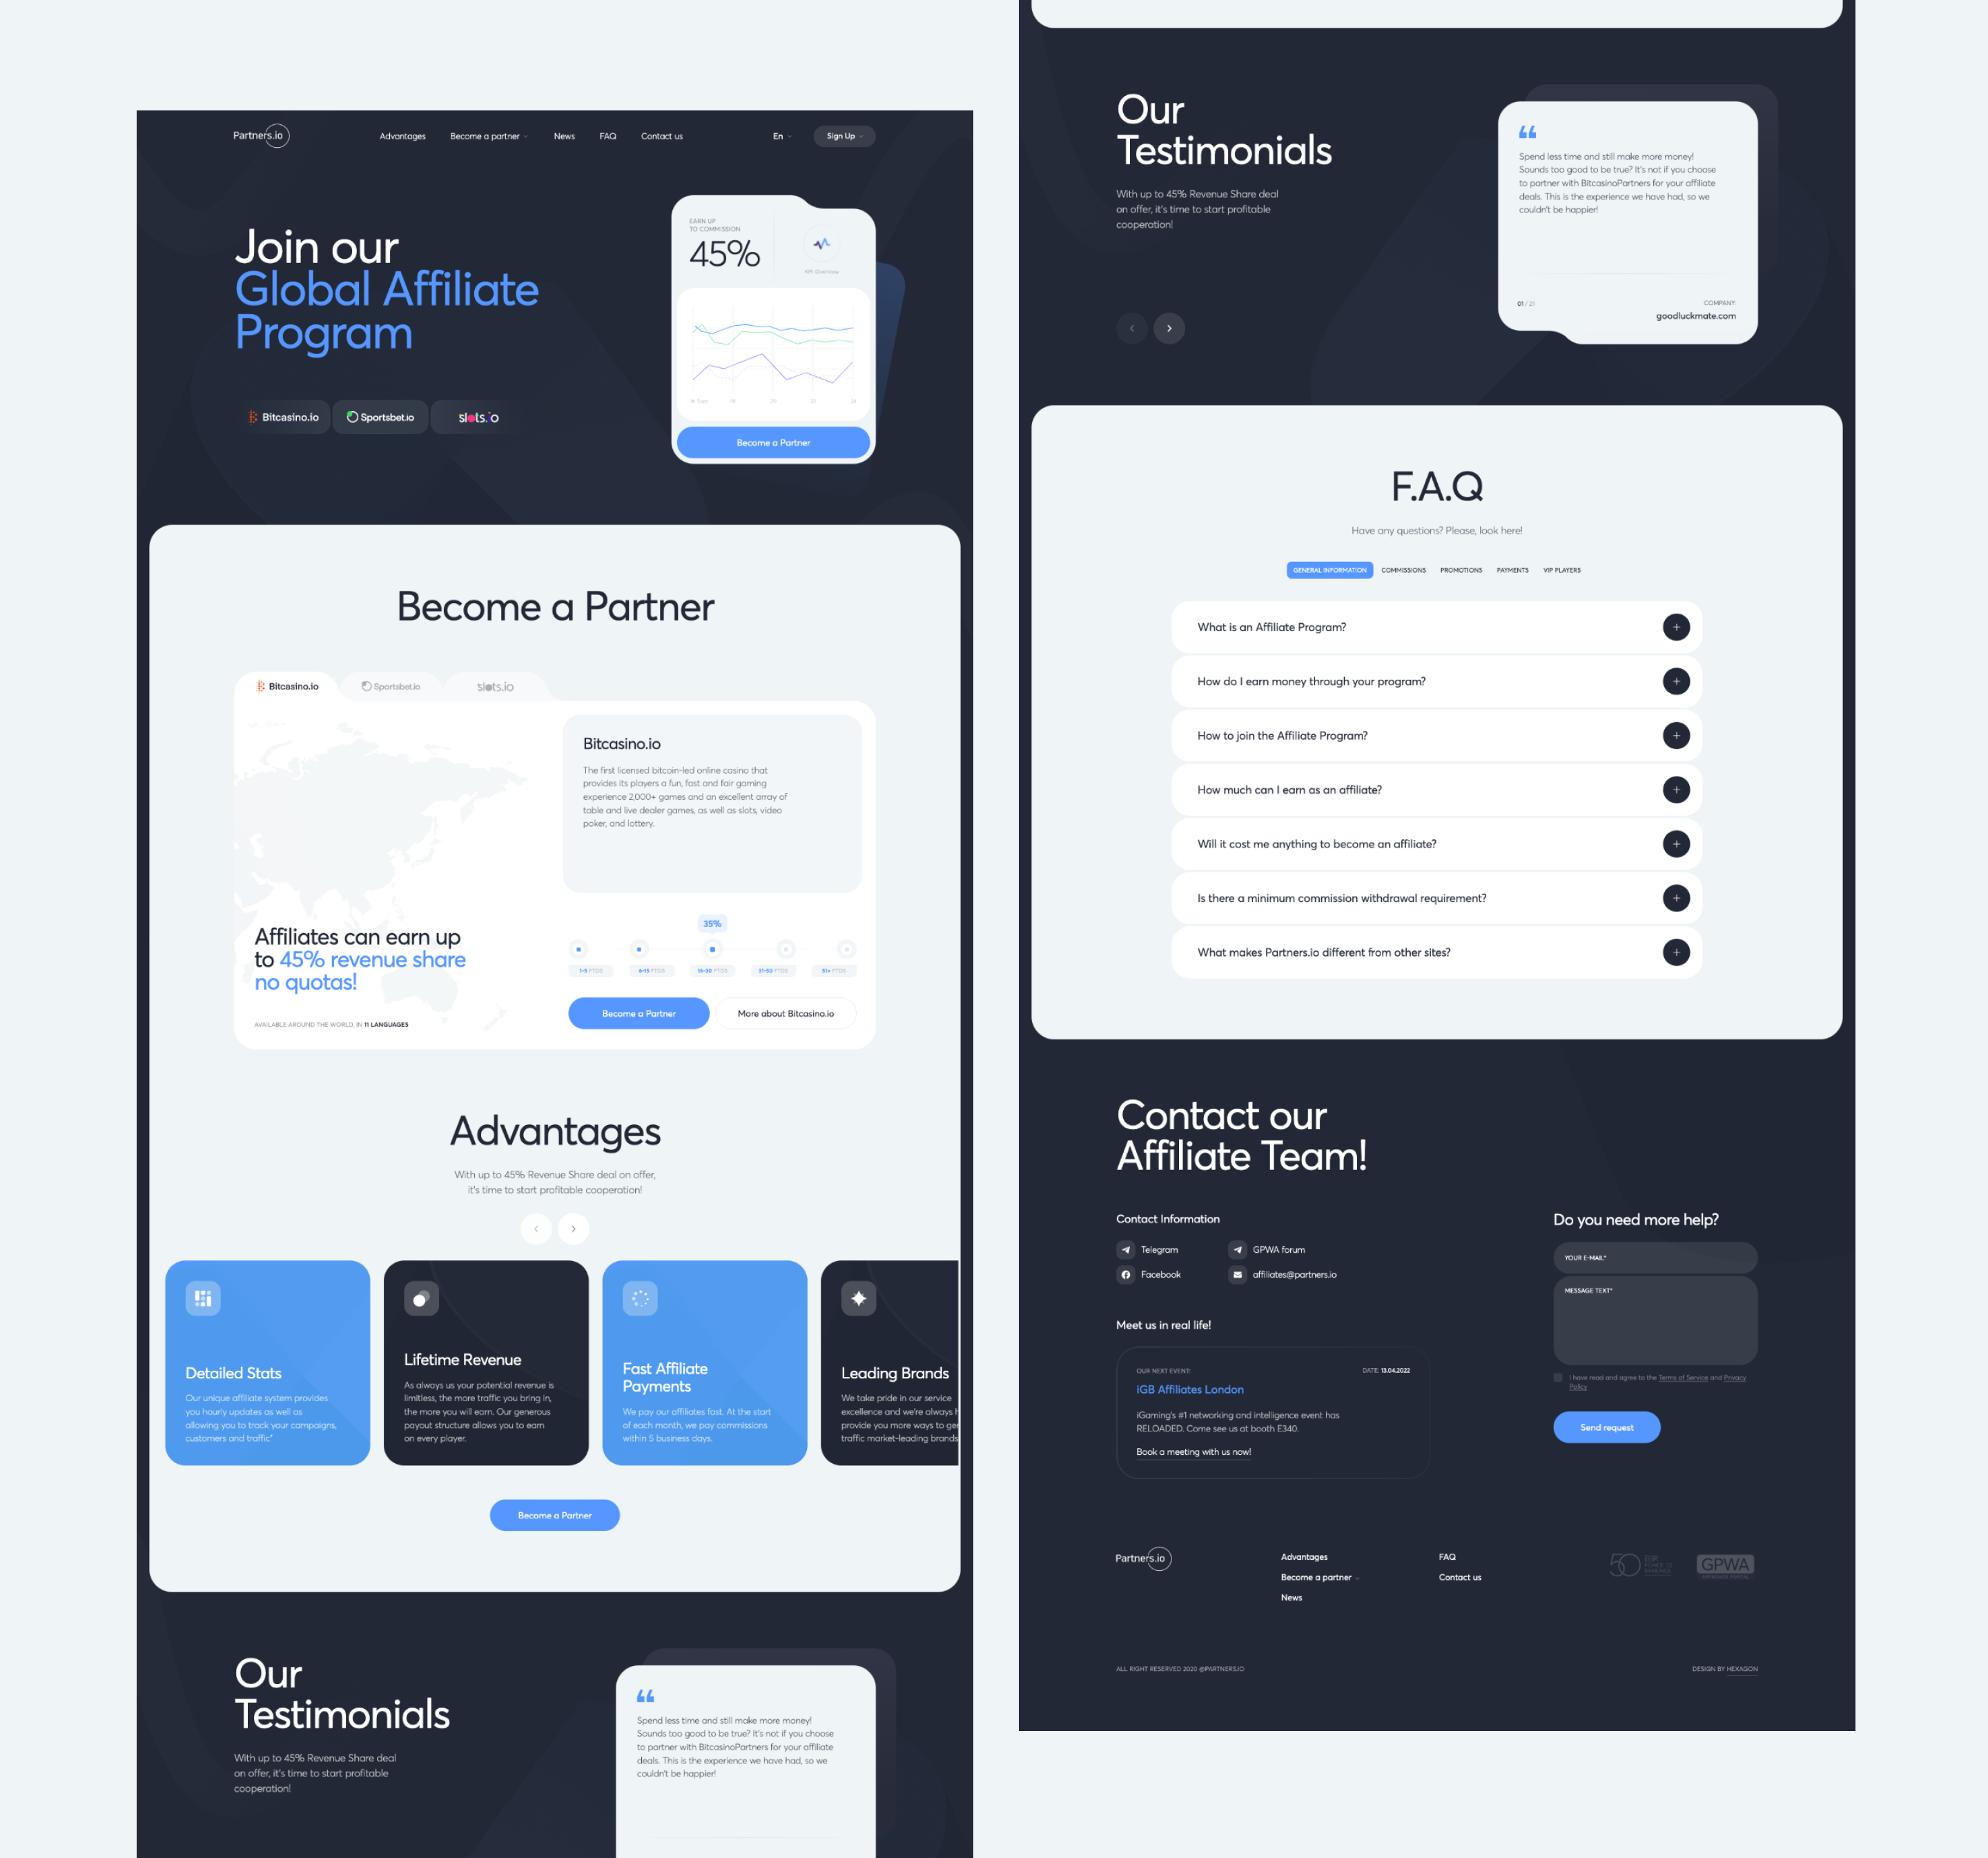 Partners.io
Advantages
Become a partner
News
FAQ
Contact us
En
Sign Up
Join our
Global Affiliate
Program
Bitcasino.io
Sportsbet.io
slots.io
EARN UP
TO COMMISSION
45%
KPI Overview
16 Sept
18
20
22
24
Become a Partner
Become a Partner
Bitcasino.io
Sportsbet.io
slots.io
Bitcasino.io
The first licensed bitcoin-led online casino that
provides its players a fun, fast and fair gaming
experience 2,000+ games and an excellent array of
table and live dealer games, as well as slots, video
poker, and lottery.
Affiliates can earn up
to 45% revenue share
no quotas!
AVAILABLE AROUND THE WORLD, IN 11 LANGUAGES
35%
1-5 FTDS
6-15 FTDS
16-30 FTDS
31-50 FTDS
51+ FTDS
Become a Partner
More about Bitcasino.io
Advantages
With up to 45% Revenue Share deal on offer,
it's time to start profitable cooperation!
Detailed Stats
Our unique affiliate system provides
you hourly updates as well as
allowing you to track your campaigns,
customers and traffic"
Lifetime Revenue
As always us your potential revenue is
limitless, the more traffic you bring in,
the more you will earn. Our generous
payout structure allows you to earn
on every player.
Fast Affiliate
Payments
We pay our affiliates fast. At the start
of each month, we pay commissions
within 5 business days.
Leading Brands
We take pride in our service
excellence and we're always h
provide you more ways to ger
traffic market-leading brands
Become a Partner
Our
Testimonials
With up to 45% Revenue Share deal
on offer, it's time to start profitable
cooperation!
Spend less time and still make more money!
Sounds too good to be true? It's not if you choose
to partner with BitcasinoPartners for your affiliate
deals. This is the experience we have had, so we
couldn't be happier!
Our
Testimonials
With up to 45% Revenue Share deal
on offer, it's time to start profitable
cooperation!
Spend less time and still make more money!
Sounds too good to be true? It's not if you choose
to partner with BitcasinoPartners for your affiliate
deals. This is the experience we have had, so we
couldn't be happier!
01 / 21
COMPANY:
goodluckmate.com
F.A.Q
Have any questions? Please, look here!
GENERAL INFORMATION
COMMISSIONS
PROMOTIONS
PAYMENTS
VIP PLAYERS
What is an Affiliate Program?
How do I earn money through your program?
How to join the Affiliate Program?
How much can I earn as an affiliate?
Will it cost me anything to become an affiliate?
Is there a minimum commission withdrawal requirement?
What makes Partners.io different from other sites?
Contact our
Affiliate Team!
Contact Information
Telegram
GPWA forum
Facebook
affiliates@partners.io
Meet us in real life!
OUR NEXT EVENT:
DATE: 13.04.2022
iGB Affiliates London
iGaming's #1 networking and intelligence event has
RELOADED. Come see us at booth E340.
Book a meeting with us now!
Do you need more help?
YOUR E-MAIL*
MESSAGE TEXT*
I have read and agree to the Terms of Service and Privacy
Policy
Send request
Partners.io
Advantages
Become a partner
News
FAQ
Contact us
50
EGR
GPWA
ALL RIGHT RESERVED 2020 @PARTNERS.IO
DESIGN BY HEXAGON